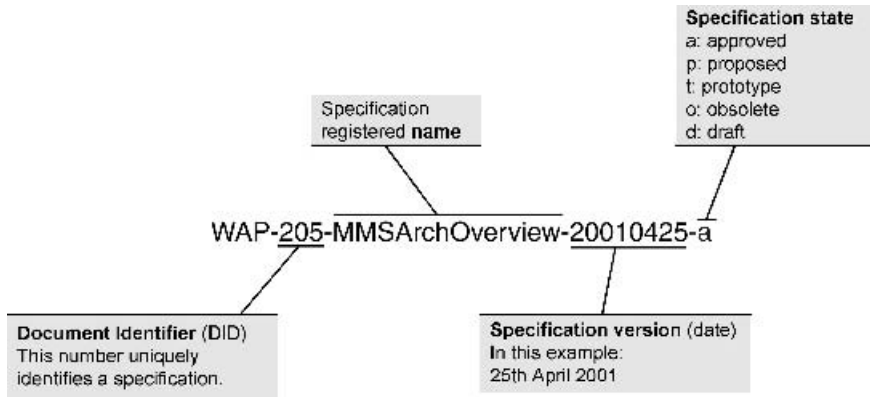 Specification state
a: approved
p: proposed
t: prototype
o: obsolete
d: draft
Specification
registered name
WAP-205-MMSArchOverview-20010425-a
Document Identifier (DID)
This number uniquely
identifies a specification.
Specification version (date)
In this example:
25th April 2001